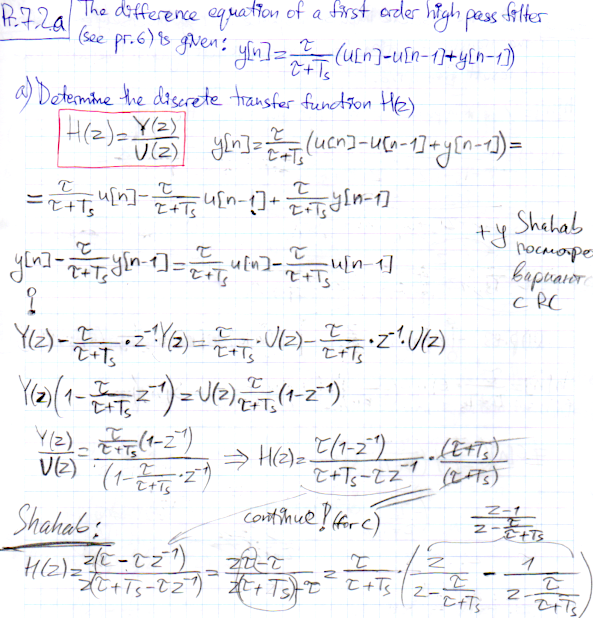 Pr.7.2a The difference equation of a first order high pass filter
(see pr.6) is given: y[n]=τ/(τ+Ts)(u[n]-u[n-1]+y[n-1])
a) Determine the discrete transfer function H(z)
H(z)=Y(z)/U(z) y[n]=τ/(τ+Ts)(u[n]-u[n-1]+y[n-1])=
=τ/(τ+Ts)u[n]-τ/(τ+Ts)u[n-1]+τ/(τ+Ts)y[n-1]
+ у Shahab
посмотре
вариант
с RC
y[n]-τ/(τ+Ts)y[n-1]=τ/(τ+Ts)u[n]-τ/(τ+Ts)u[n-1]
Y(z)-τ/(τ+Ts)·z⁻¹Y(z)=τ/(τ+Ts)·U(z)-τ/(τ+Ts)·z⁻¹·U(z)
Y(z)(1-τ/(τ+Ts)z⁻¹)=U(z)τ/(τ+Ts)(1-z⁻¹)
Y(z)/U(z)=(τ/(τ+Ts)(1-z⁻¹))/(1-τ/(τ+Ts)·z⁻¹) ⇒ H(z)=τ(1-z⁻¹)/(τ+Ts-τz⁻¹)·(τ+Ts)/(τ+Ts)
Shahab: continue! (for c) (z-1)/(z-τ/(τ+Ts))
H(z)=z(τ-τz⁻¹)/z(τ+Ts-τz⁻¹)=(zτ-τ)/(z(τ+Ts)-τ)=τ/(τ+Ts)·(z/(z-τ/(τ+Ts))-1/(z-τ/(τ+Ts)))